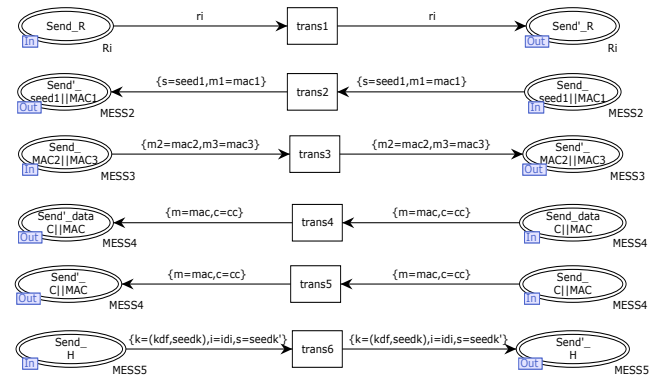 ri ri
Send_R trans1 Send'_R
In Out
Ri Ri
{s=seed1,m1=mac1} {s=seed1,m1=mac1}
Send'_ trans2 Send_
seed1||MAC1 seed1||MAC1
Out In
MESS2 MESS2
{m2=mac2,m3=mac3} {m2=mac2,m3=mac3}
Send_ trans3 Send'_
MAC2||MAC3 MAC2||MAC3
In Out
MESS3 MESS3
{m=mac,c=cc} {m=mac,c=cc}
Send'_data trans4 Send_data
C||MAC C||MAC
Out In
MESS4 MESS4
{m=mac,c=cc} {m=mac,c=cc}
Send'_ trans5 Send_
C||MAC C||MAC
Out In
MESS4 MESS4
{k=(kdf,seedk),i=idi,s=seedk'} {k=(kdf,seedk),i=idi,s=seedk'}
Send_ trans6 Send'_
H H
In Out
MESS5 MESS5